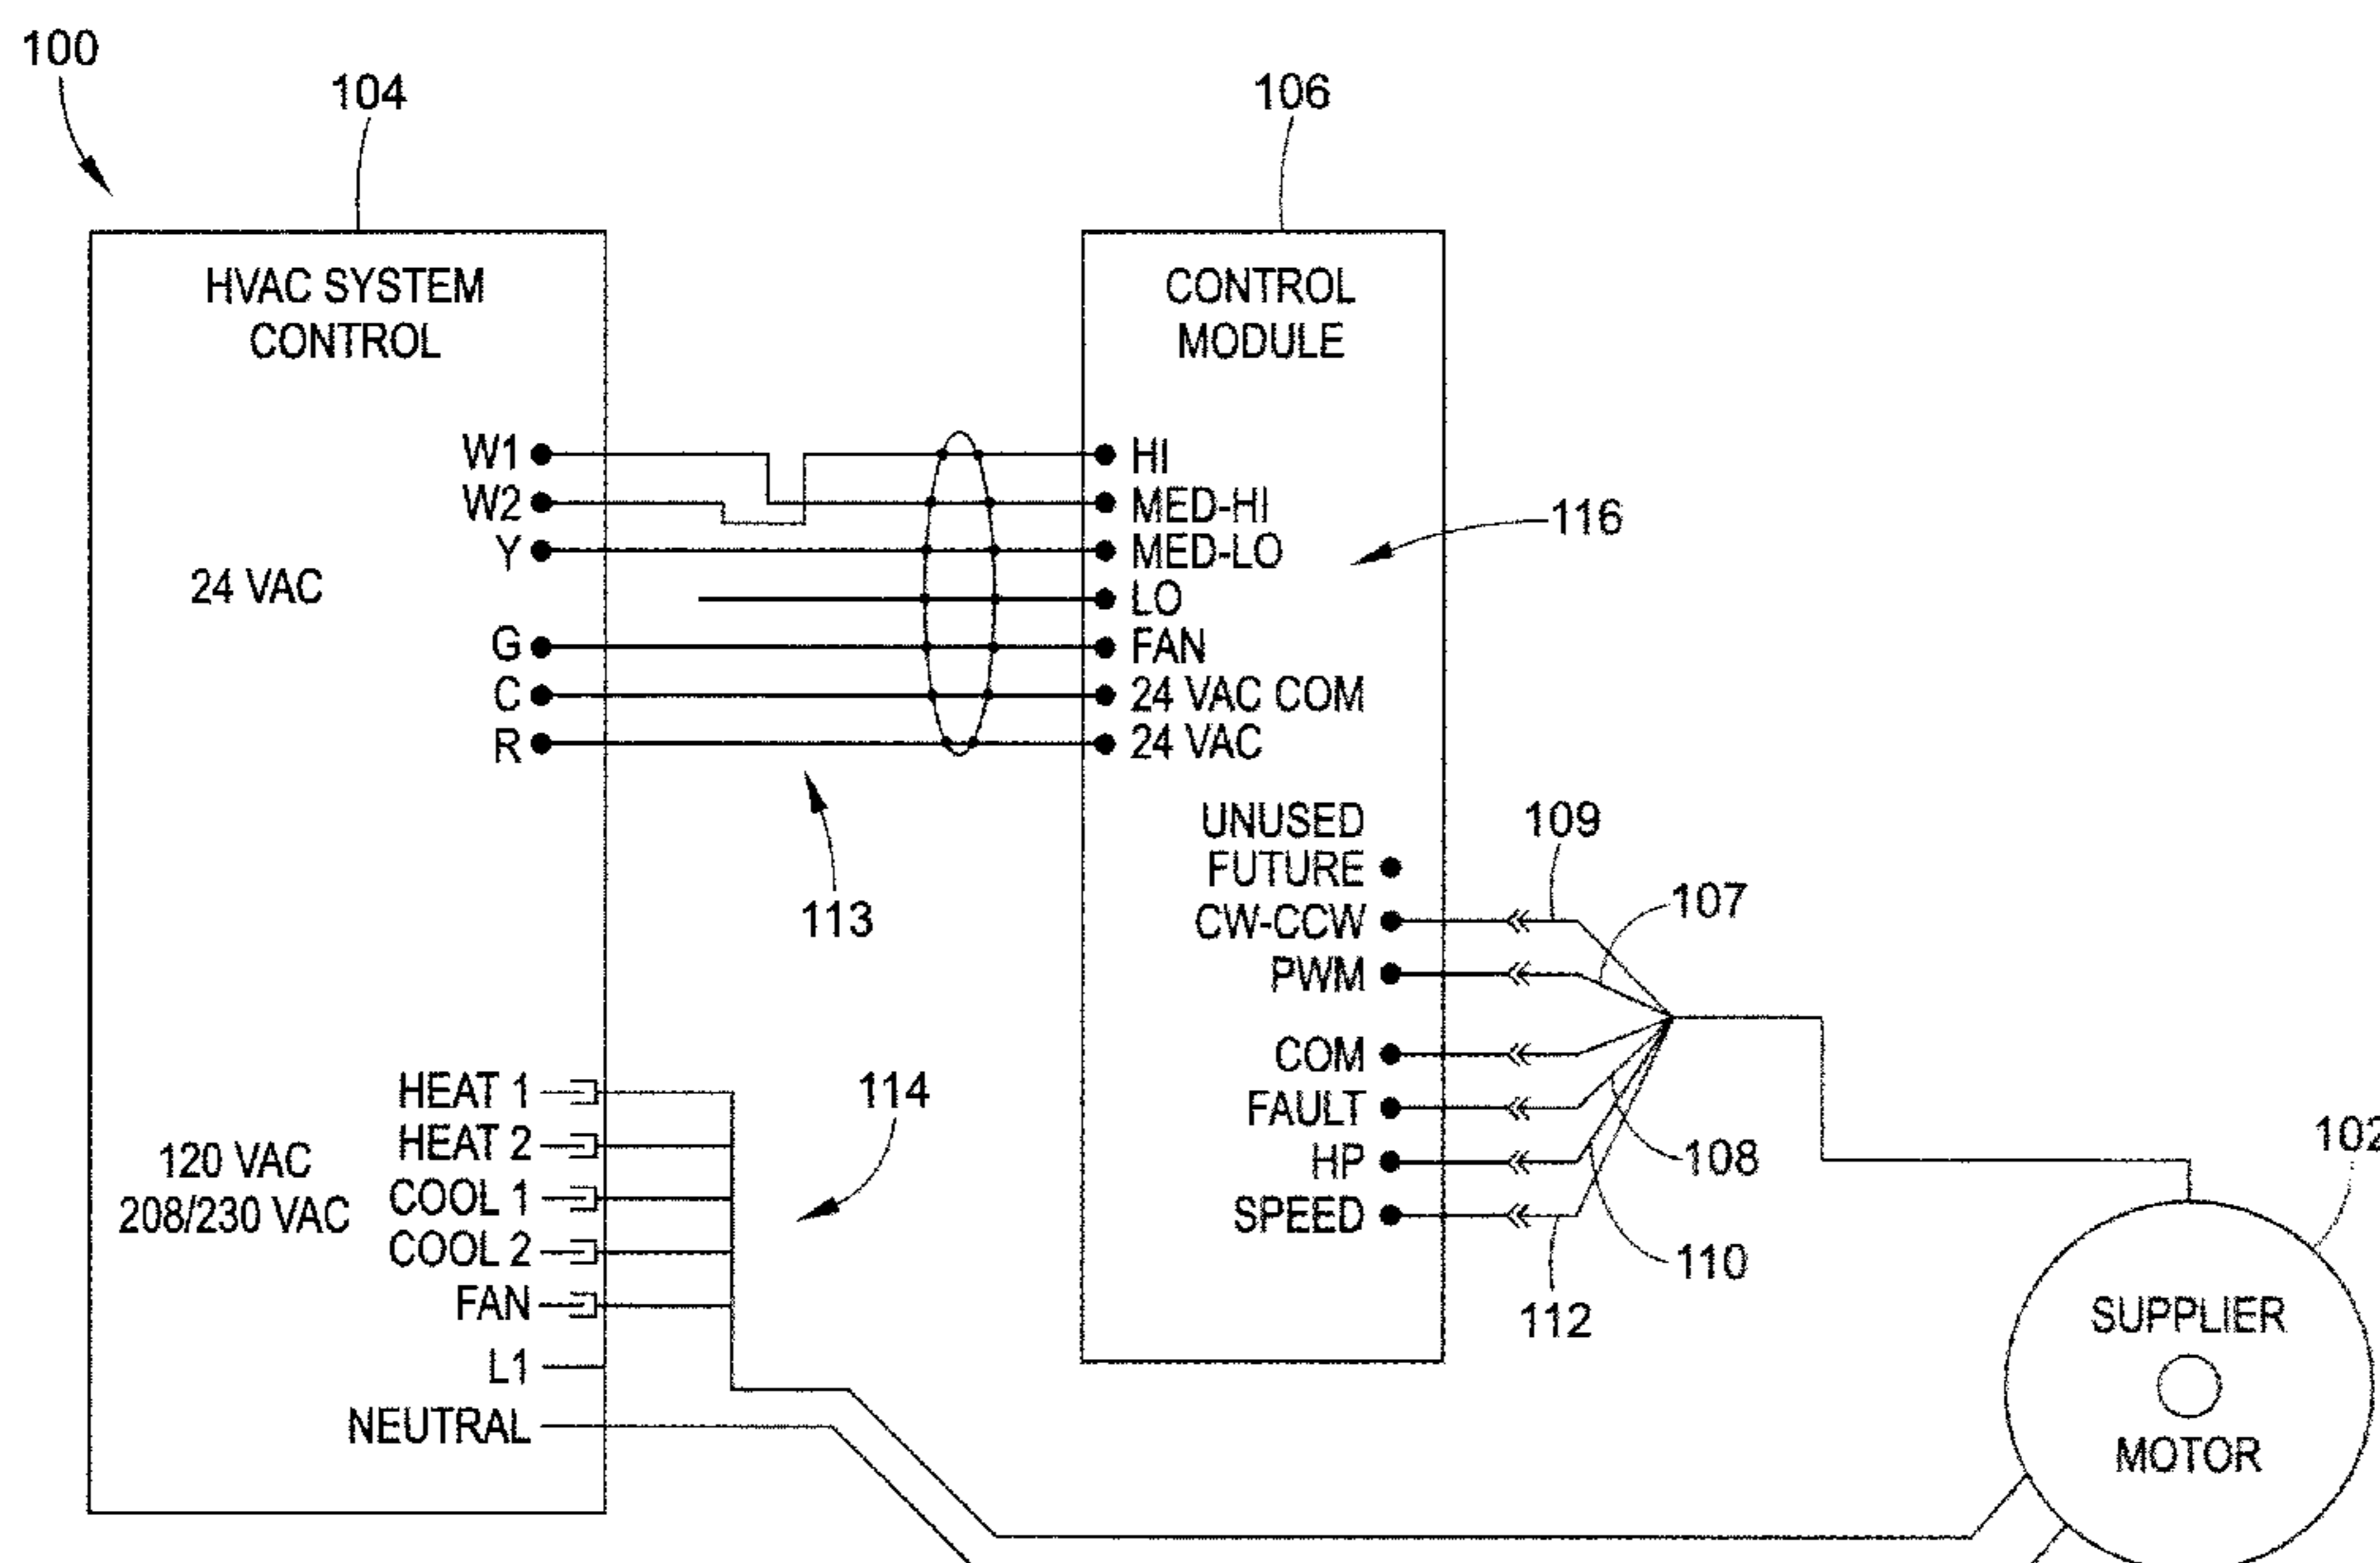 100
104
106
HVAC SYSTEM
CONTROL
CONTROL
MODULE
W1
W2
Y
24 VAC
G
C
R
HI
MED-HI
MED-LO
LO
FAN
24 VAC COM
24 VAC
116
113
UNUSED
FUTURE
CW-CCW
PWM
COM
FAULT
HP
SPEED
109
107
108
110
112
HEAT 1
HEAT 2
COOL 1
COOL 2
FAN
L1
NEUTRAL
120 VAC
208/230 VAC
114
102
SUPPLIER
MOTOR